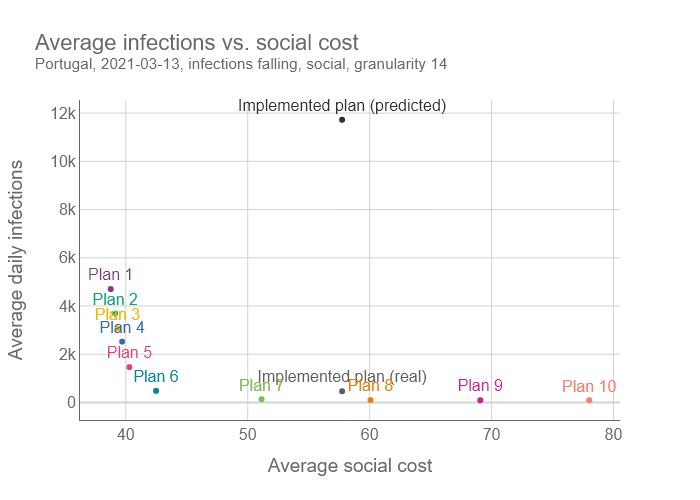 Average infections vs. social cost
Portugal, 2021-03-13, infections falling, social, granularity 14
Implemented plan (predicted)
12k
10k
8k
6k
4k
2k
0
Average daily infections
Plan 1
Plan 2
Plan 3
Plan 4
Plan 5
Plan 6
Implemented plan (real)
Plan 7
Plan 8
Plan 9
Plan 10
40
50
60
70
80
Average social cost